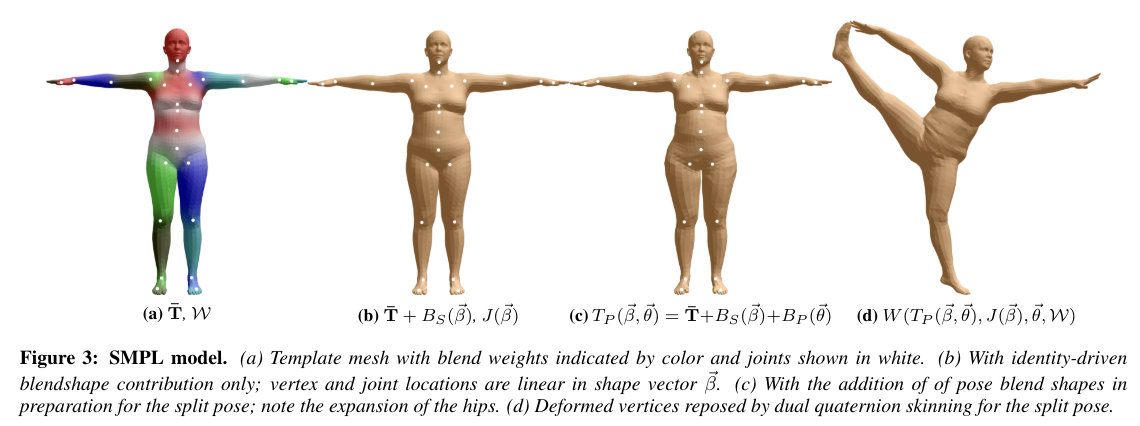 (a) T̄, 𝒲
(b) T̄ + B_S(β⃗), J(β⃗)
(c) T_P(β⃗, θ⃗) = T̄+B_S(β⃗)+B_P(θ⃗)
(d) W(T_P(β⃗, θ⃗), J(β⃗), θ⃗, 𝒲)
Figure 3: SMPL model. (a) Template mesh with blend weights indicated by color and joints shown in white. (b) With identity-driven
blendshape contribution only; vertex and joint locations are linear in shape vector β⃗. (c) With the addition of of pose blend shapes in
preparation for the split pose; note the expansion of the hips. (d) Deformed vertices reposed by dual quaternion skinning for the split pose.